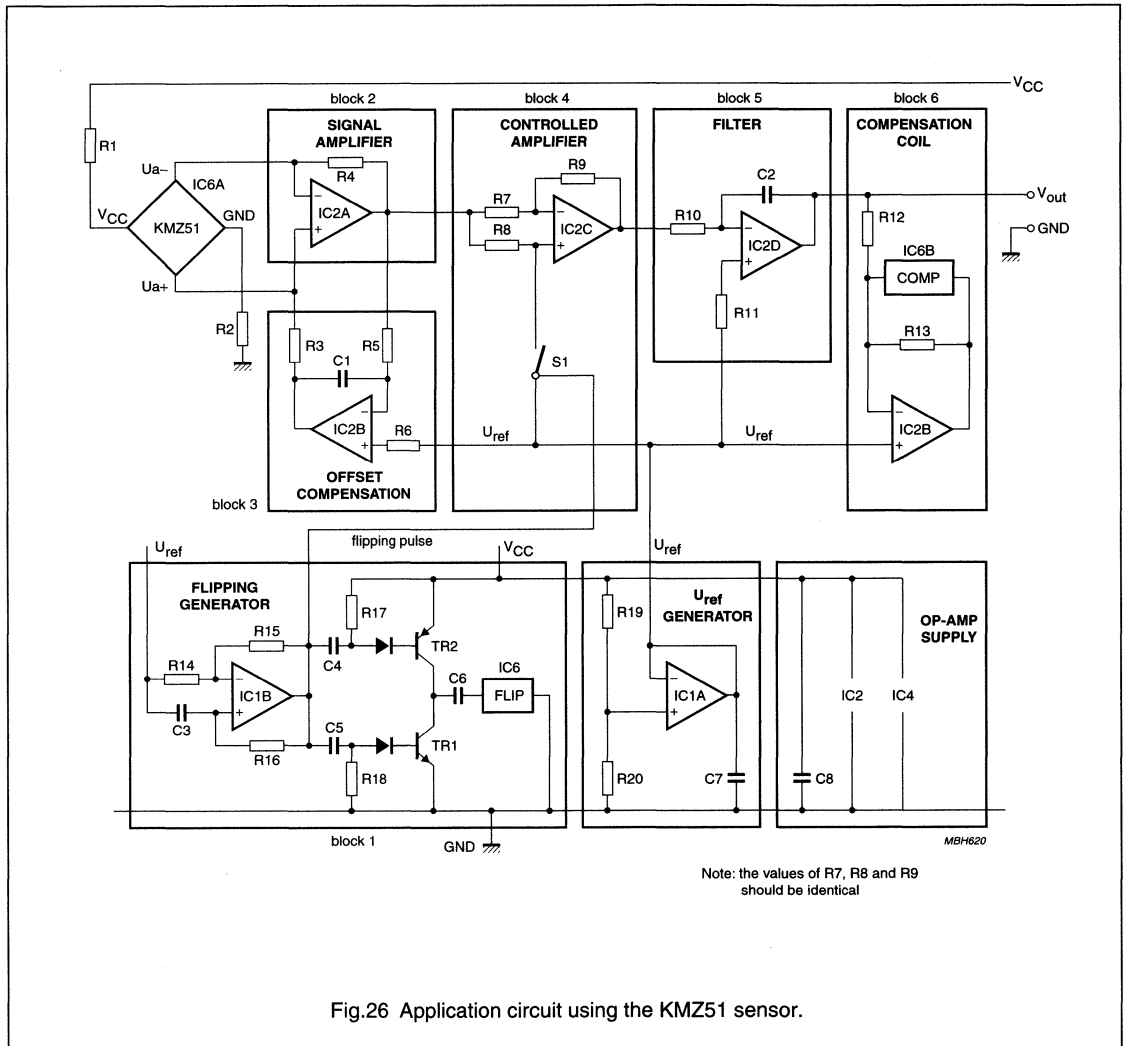 VCC
block 2
block 4
block 5
block 6
SIGNAL
AMPLIFIER
CONTROLLED
AMPLIFIER
FILTER
COMPENSATION
COIL
R1
Ua−
IC6A
R4
R9
C2
VCC
GND
KMZ51
IC2A
−
+
R7
R8
IC2C
−
+
R10
IC2D
−
+
R12
Vout
GND
IC6B
COMP
Ua+
R2
R3
R5
C1
R11
R13
S1
IC2B
−
+
R6
Uref
Uref
IC2B
−
+
OFFSET
COMPENSATION
block 3
flipping pulse
Uref
VCC
Uref
FLIPPING
GENERATOR
R17
R19
Uref
GENERATOR
OP-AMP
SUPPLY
R15
R14
C4
TR2
IC6
FLIP
C6
IC1B
−
+
IC1A
−
+
IC2
IC4
C3
R16
C5
R18
TR1
R20
C7
C8
block 1
GND
MBH620
Note: the values of R7, R8 and R9
should be identical
Fig.26 Application circuit using the KMZ51 sensor.